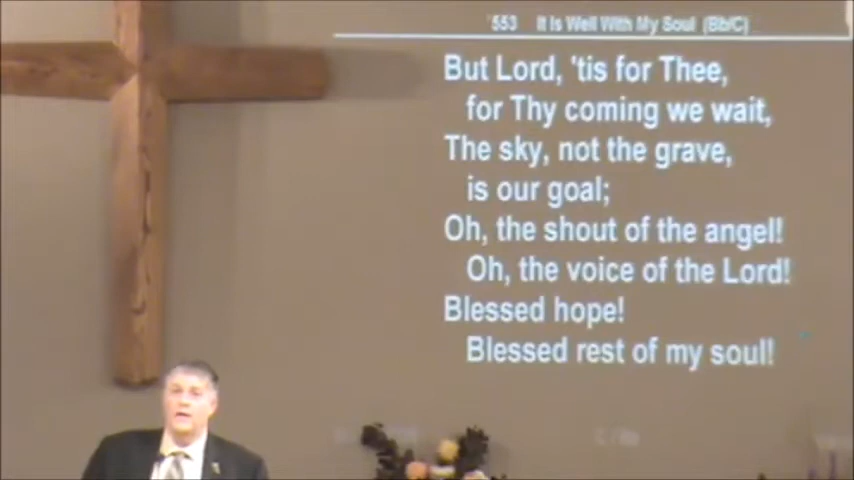 553 It Is Well With My Soul (Bb/C)
But Lord, 'tis for Thee,
for Thy coming we wait,
The sky, not the grave,
is our goal;
Oh, the shout of the angel!
Oh, the voice of the Lord!
Blessed hope!
Blessed rest of my soul!